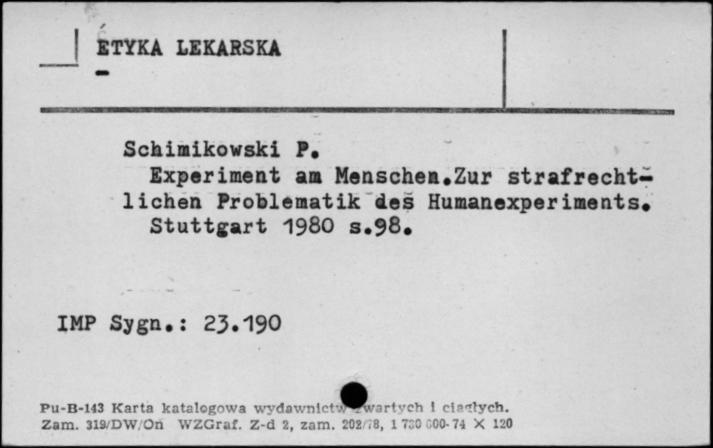 ETYKA LEKARSKA
Schimikowski P.
Experiment am Menschen.Zur strafrecht-
lichen Problematik des Humanexperiments.
Stuttgart 1980 s.98.
IMP Sygn.: 23.190
Pu-B-143 Karta katalogowa wydawnictw zwartych i ciągłych.
Zam. 319/DW/Oń WZGraf. Z-d 2, zam. 202/78, 1 730 000-74 X 120